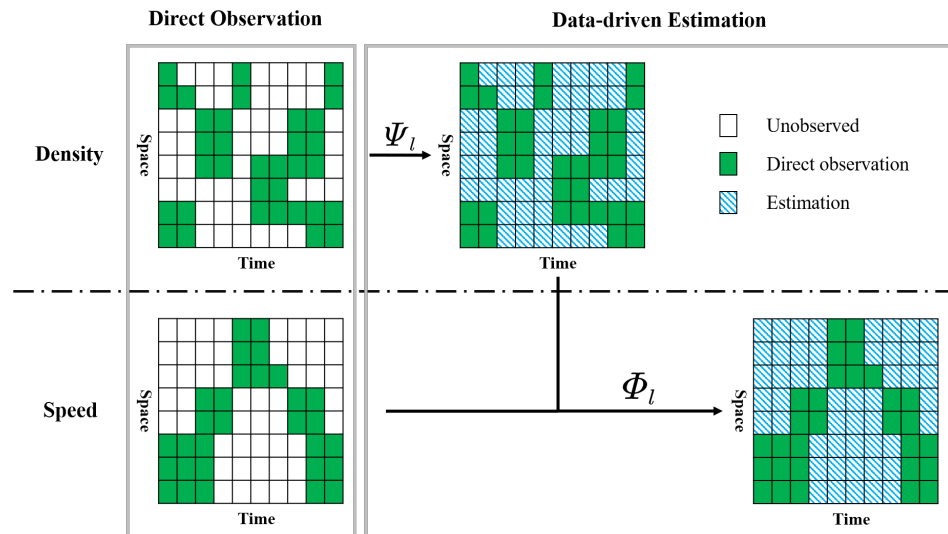 Direct Observation
Data-driven Estimation
Density
Space
Time
Ψl
Space
Time
Unobserved
Direct observation
Estimation
Speed
Space
Time
Φl
Space
Time